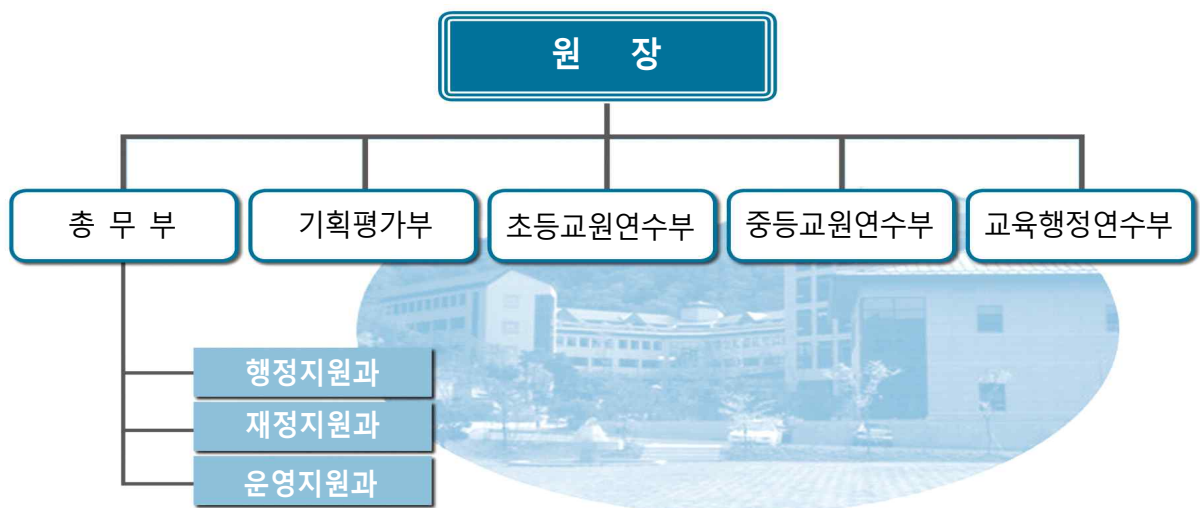 원 장
총 무 부
기획평가부
초등교원연수부
중등교원연수부
교육행정연수부
행정지원과
재정지원과
운영지원과